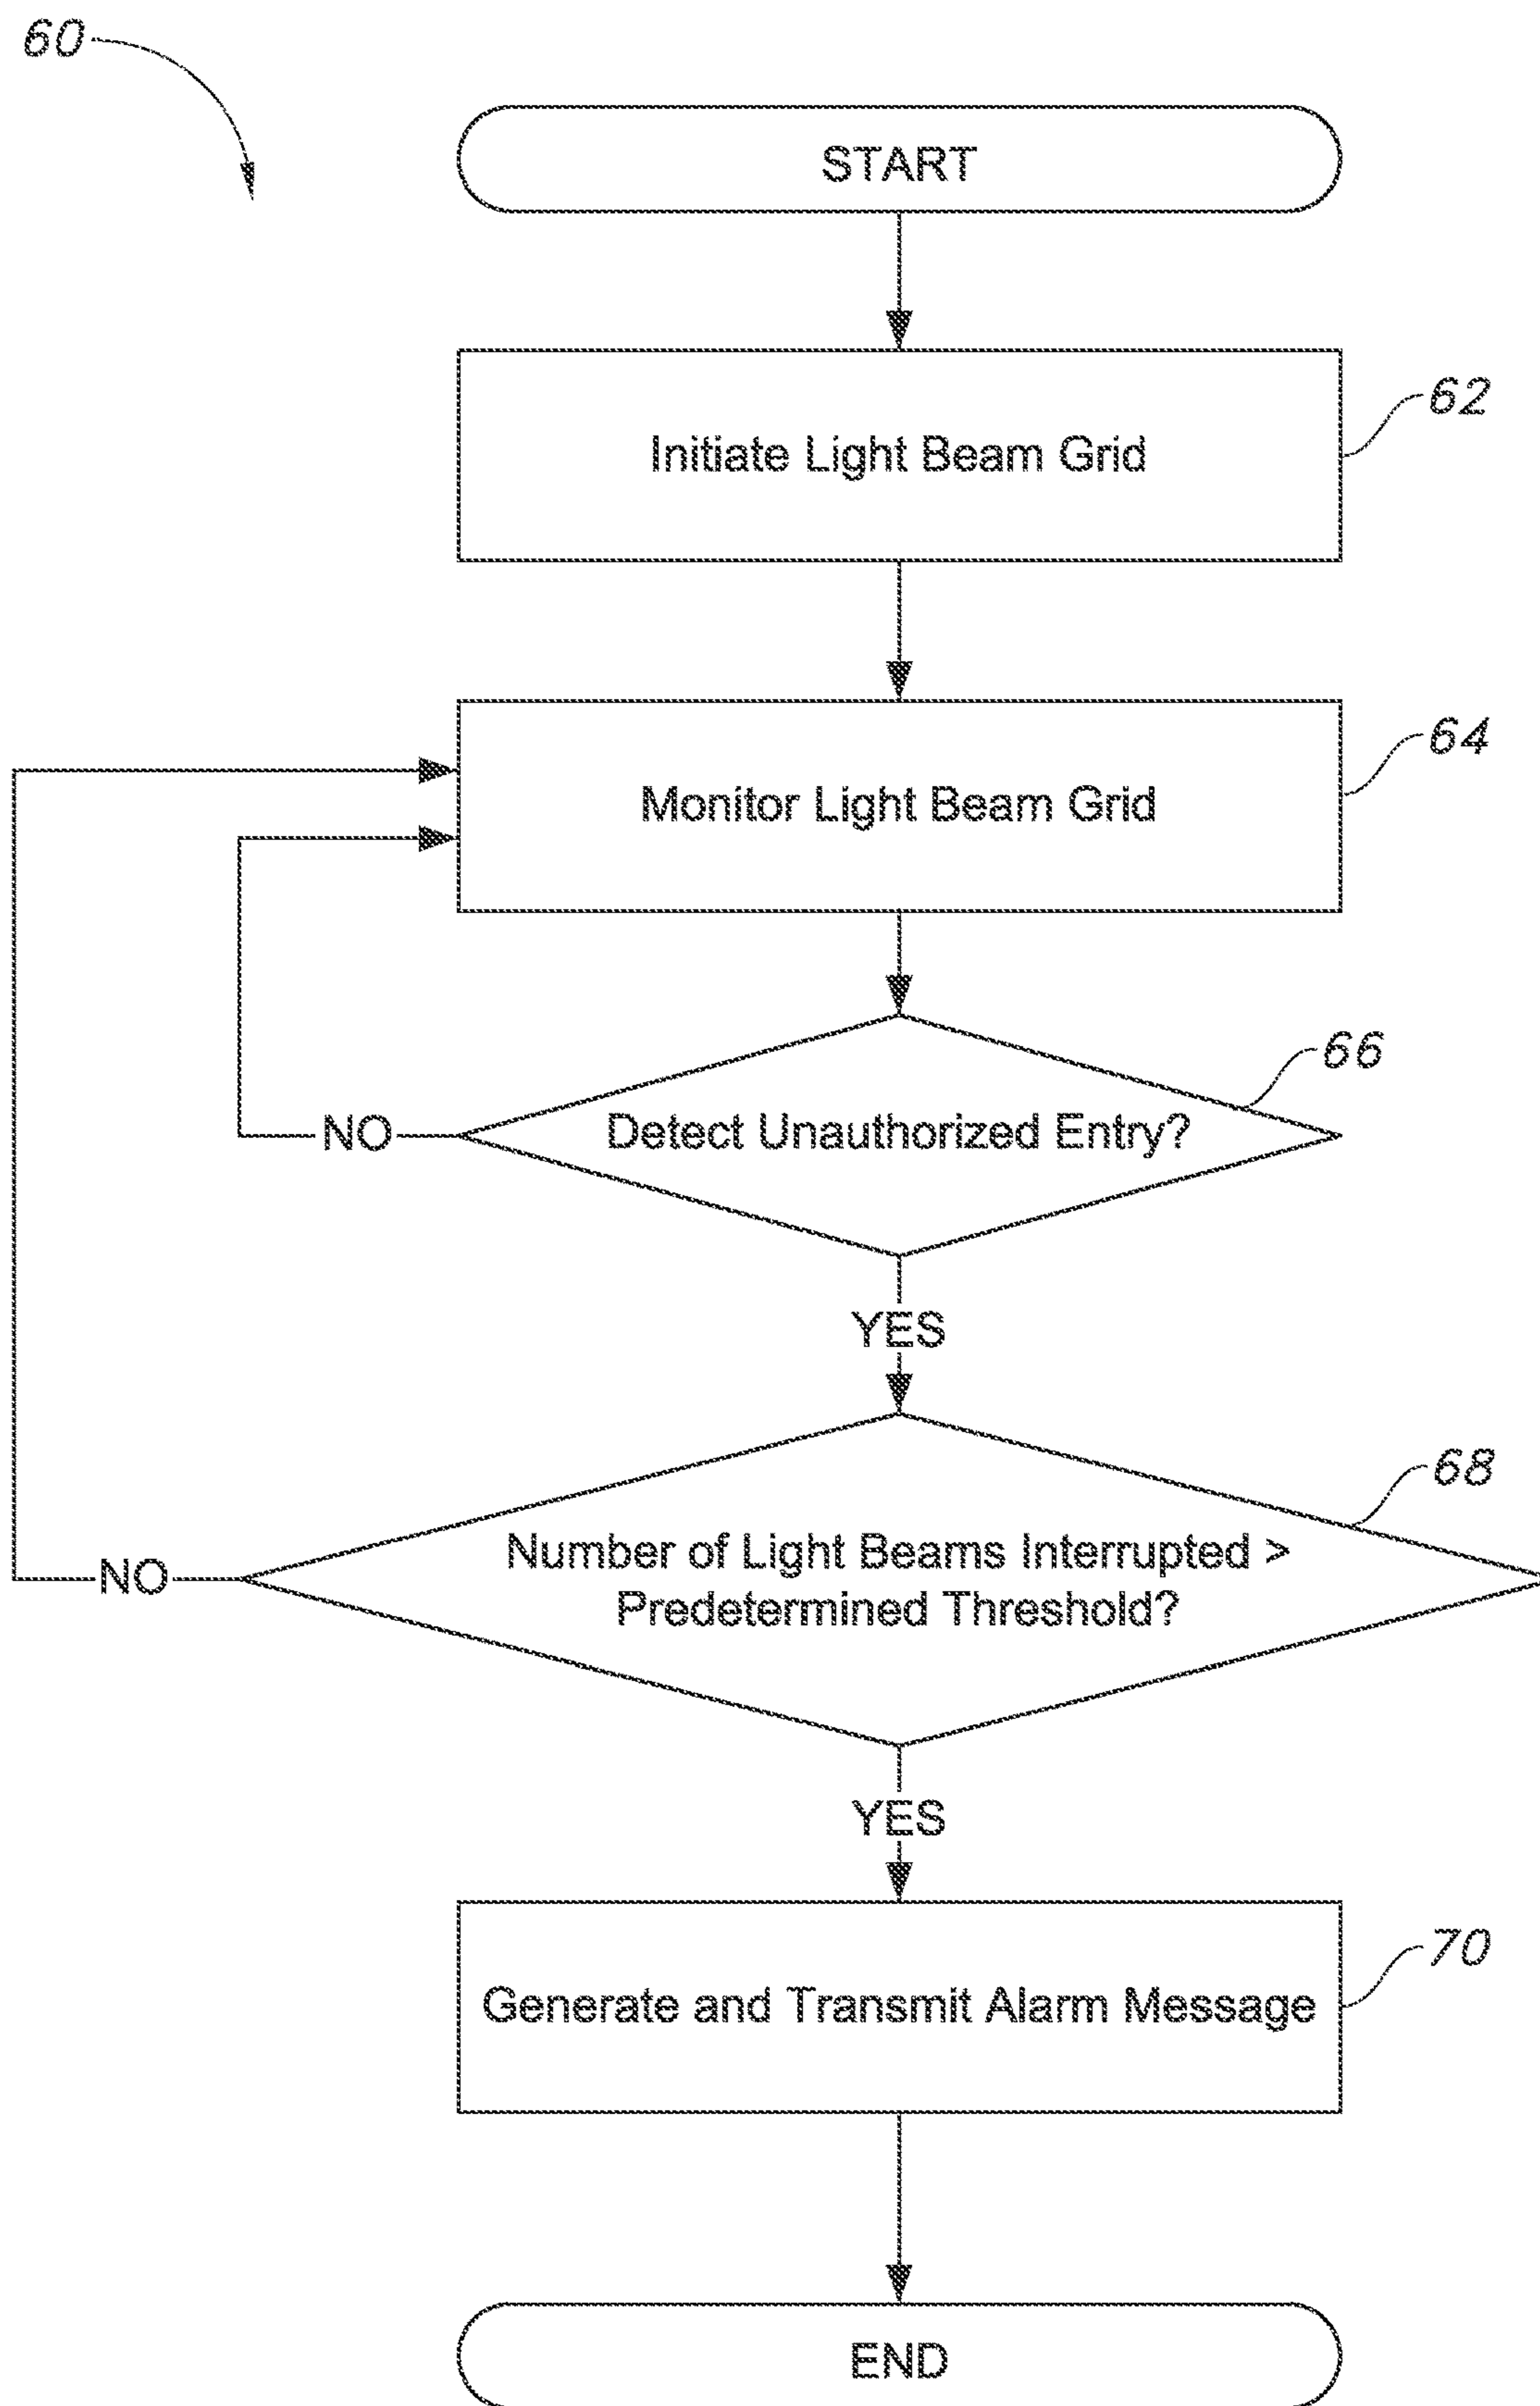 60
START
Initiate Light Beam Grid
62
Monitor Light Beam Grid
64
Detect Unauthorized Entry?
66
NO
YES
Number of Light Beams Interrupted >
Predetermined Threshold?
68
NO
YES
Generate and Transmit Alarm Message
70
END